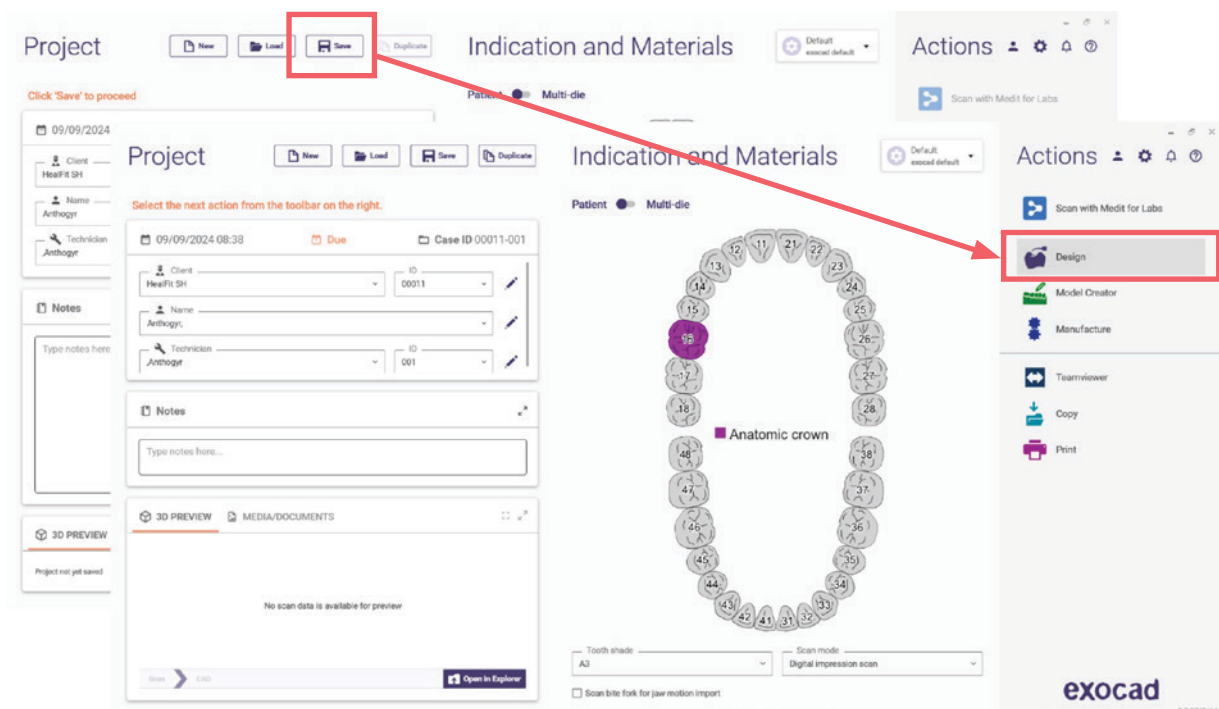 Project
New
Load
Save
Duplicate
Indication and Materials
Default
exocad default
Actions
Click 'Save' to proceed
Patient
Multi-die
Scan with Medit for Labs
09/09/2024
Client
HealFit SH
Name
Anthogyr
Technician
,Anthogyr
Notes
Type notes here
3D PREVIEW
Project not yet saved
Project
New
Load
Save
Duplicate
Indication and Materials
Default
exocad default
Actions
Select the next action from the toolbar on the right.
Patient
Multi-die
09/09/2024 08:38
Due
Case ID 00011-001
Client
HealFit SH
ID
00011
Name
Anthogyr,
Technician
,Anthogyr
ID
001
Notes
Type notes here...
3D PREVIEW
MEDIA/DOCUMENTS
No scan data is available for preview
Scan
CAD
Open in Explorer
12 11 21 22
13 23
14 24
15 25
16 26
17 27
18 28
Anatomic crown
48 38
47 37
46 36
45 35
44 34
43 33
42 41 31 32
Tooth shade
A3
Scan mode
Digital impression scan
Scan bite fork for jaw motion import
Scan with Medit for Labs
Design
Model Creator
Manufacture
Teamviewer
Copy
Print
exocad